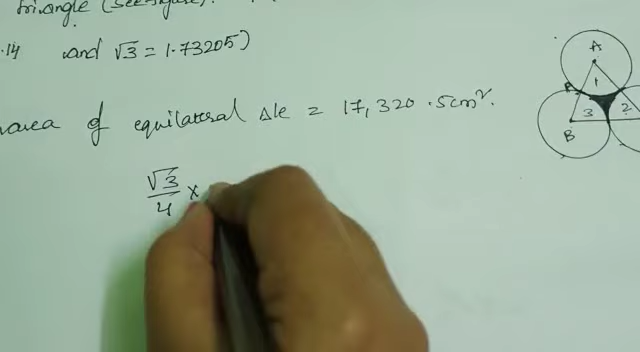 triangle (See figure).
.14 and √3 = 1.73205)
area of equilateral Δle = 17,320.5cm².
√3/4 ×
A
1
B
3
2